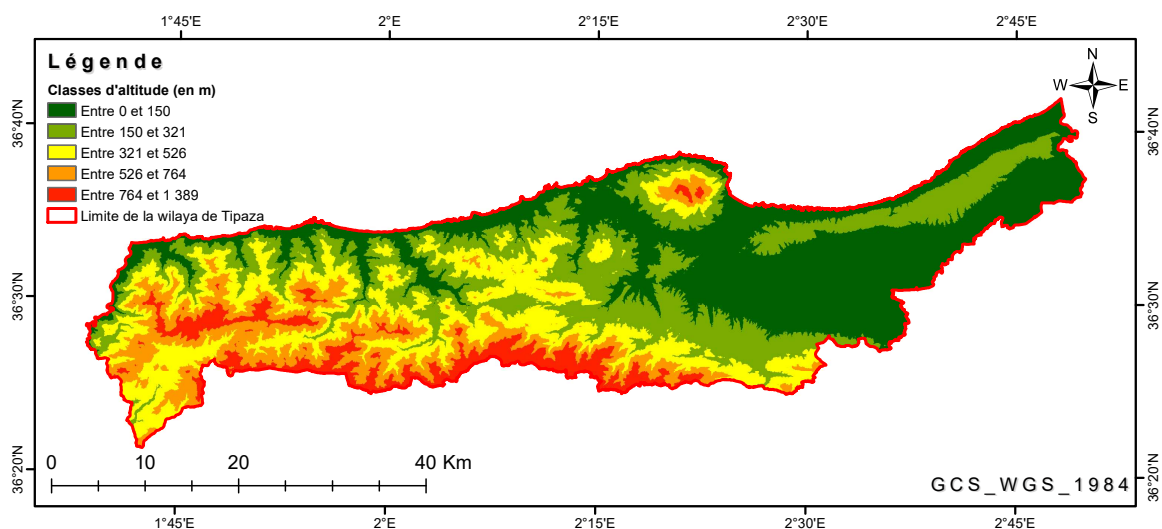 1°45'E 2°E 2°15'E 2°30'E 2°45'E
Légende
Classes d'altitude (en m)
Entre 0 et 150
Entre 150 et 321
Entre 321 et 526
Entre 526 et 764
Entre 764 et 1 389
Limite de la wilaya de Tipaza
N
W E
S
36°40'N 36°40'N
36°30'N 36°30'N
36°20'N 36°20'N
0 10 20 40 Km
GCS_WGS_1984
1°45'E 2°E 2°15'E 2°30'E 2°45'E